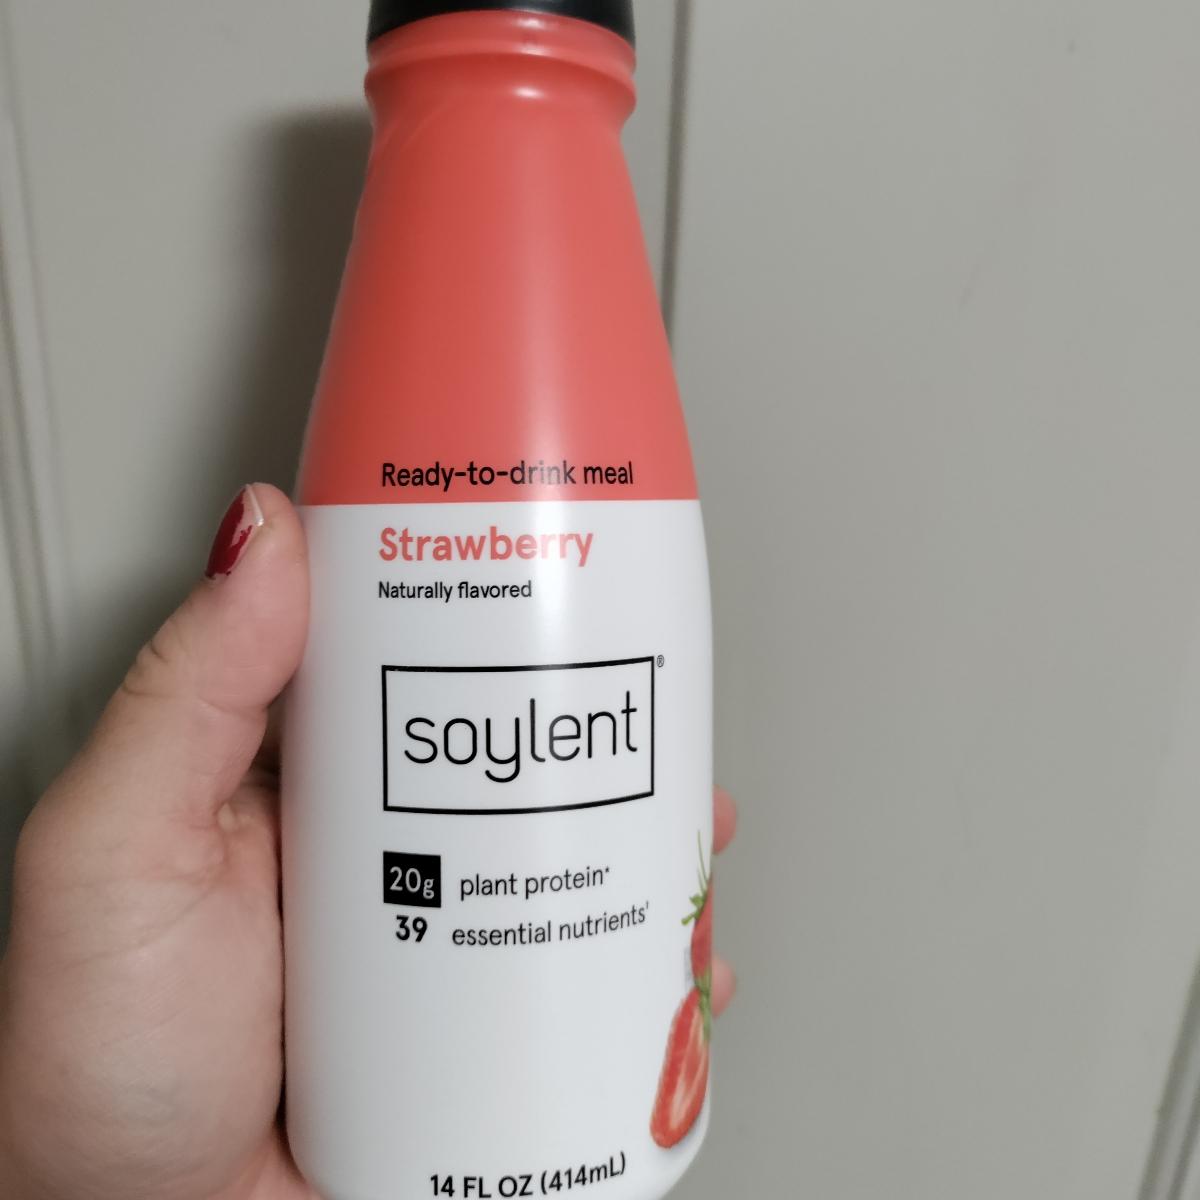 Ready-to-drink meal
Strawberry
Naturally flavored
soylent®
20g plant protein*
39 essential nutrients'
14 FL OZ (414mL)